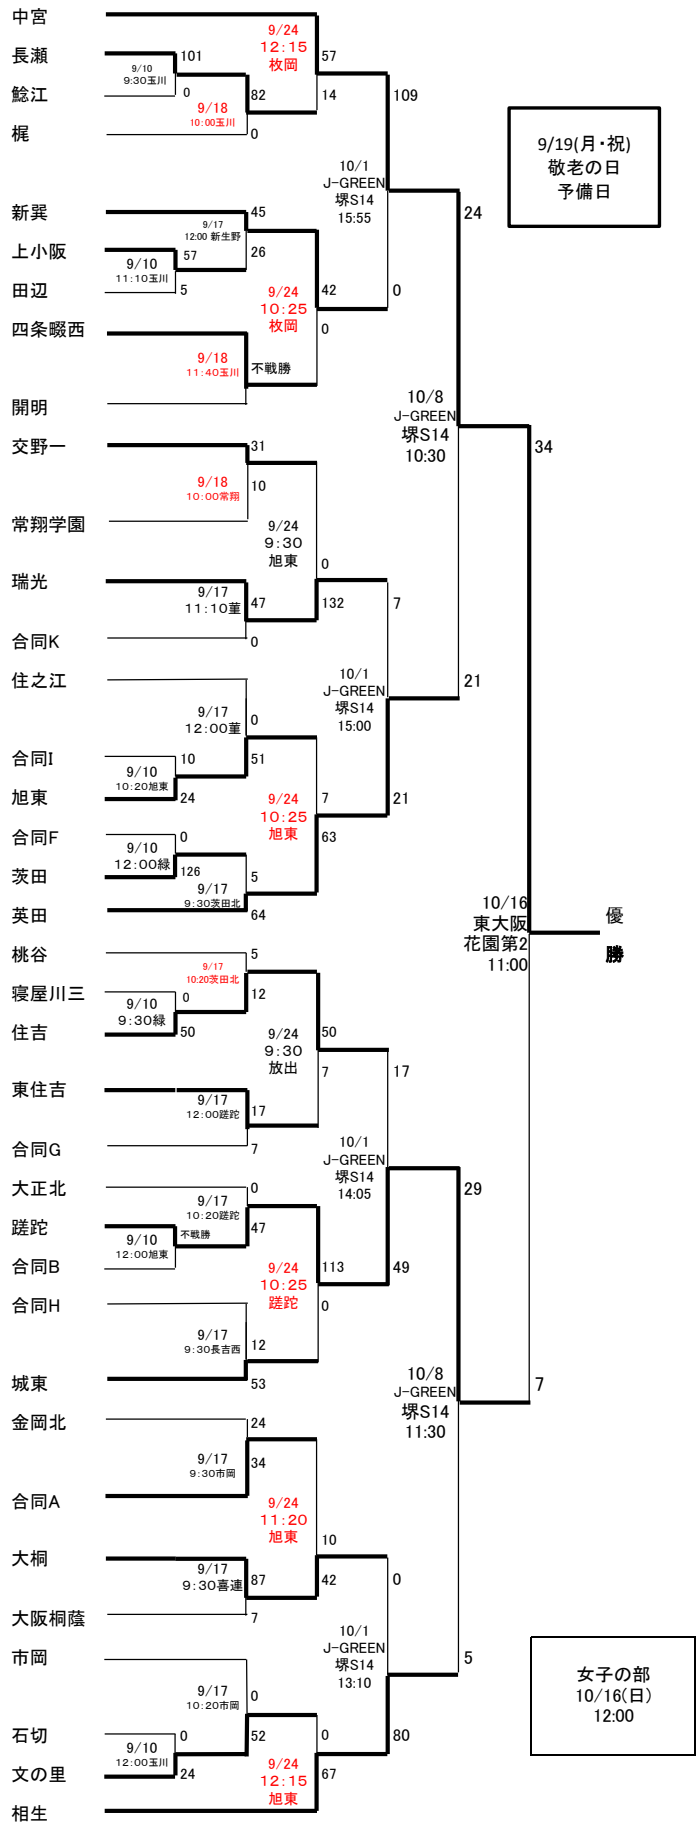 中宮
9/24
12:15
枚岡
57
長瀬
101
9/10
9:30玉川
鯰江
0
82
14
109
9/18
10:00玉川
梶
0
9/19(月・祝)
敬老の日
予備日
10/1
J-GREEN
堺S14
15:55
新巽
45
24
9/17
12:00 新生野
上小阪
57
26
9/10
11:10玉川
田辺
5
9/24
10:25
枚岡
42
0
四条畷西
0
9/18
11:40玉川
不戦勝
開明
10/8
J-GREEN
堺S14
10:30
交野一
31
34
9/18
10:00常翔
10
常翔学園
9/24
9:30
旭東
0
瑞光
9/17
11:10菫
47
132
7
合同K
0
住之江
10/1
J-GREEN
堺S14
15:00
21
9/17
12:00菫
0
合同I
10
51
9/10
10:20旭東
旭東
24
9/24
10:25
旭東
7
21
合同F
0
63
9/10
12:00緑
茨田
126
5
9/17
9:30茨田北
英田
64
10/16
東大阪
花園第2
11:00
優
勝
桃谷
5
9/17
10:20茨田北
寝屋川三
0
12
9/10
9:30緑
住吉
50
9/24
9:30
放出
50
7
17
東住吉
9/17
12:00蹉跎
17
合同G
7
10/1
J-GREEN
堺S14
14:05
大正北
0
29
9/17
10:20蹉跎
蹉跎
不戦勝
47
9/10
12:00旭東
合同B
9/24
10:25
蹉跎
113
49
合同H
0
9/17
9:30長吉西
12
城東
53
10/8
J-GREEN
堺S14
11:30
7
金岡北
24
9/17
9:30市岡
34
合同A
9/24
11:20
旭東
10
大桐
9/17
9:30喜連
87
42
0
大阪桐蔭
7
10/1
J-GREEN
堺S14
13:10
市岡
5
9/17
10:20市岡
0
女子の部
10/16(日)
12:00
石切
0
52
0
80
9/10
12:00玉川
文の里
24
9/24
12:15
旭東
67
相生